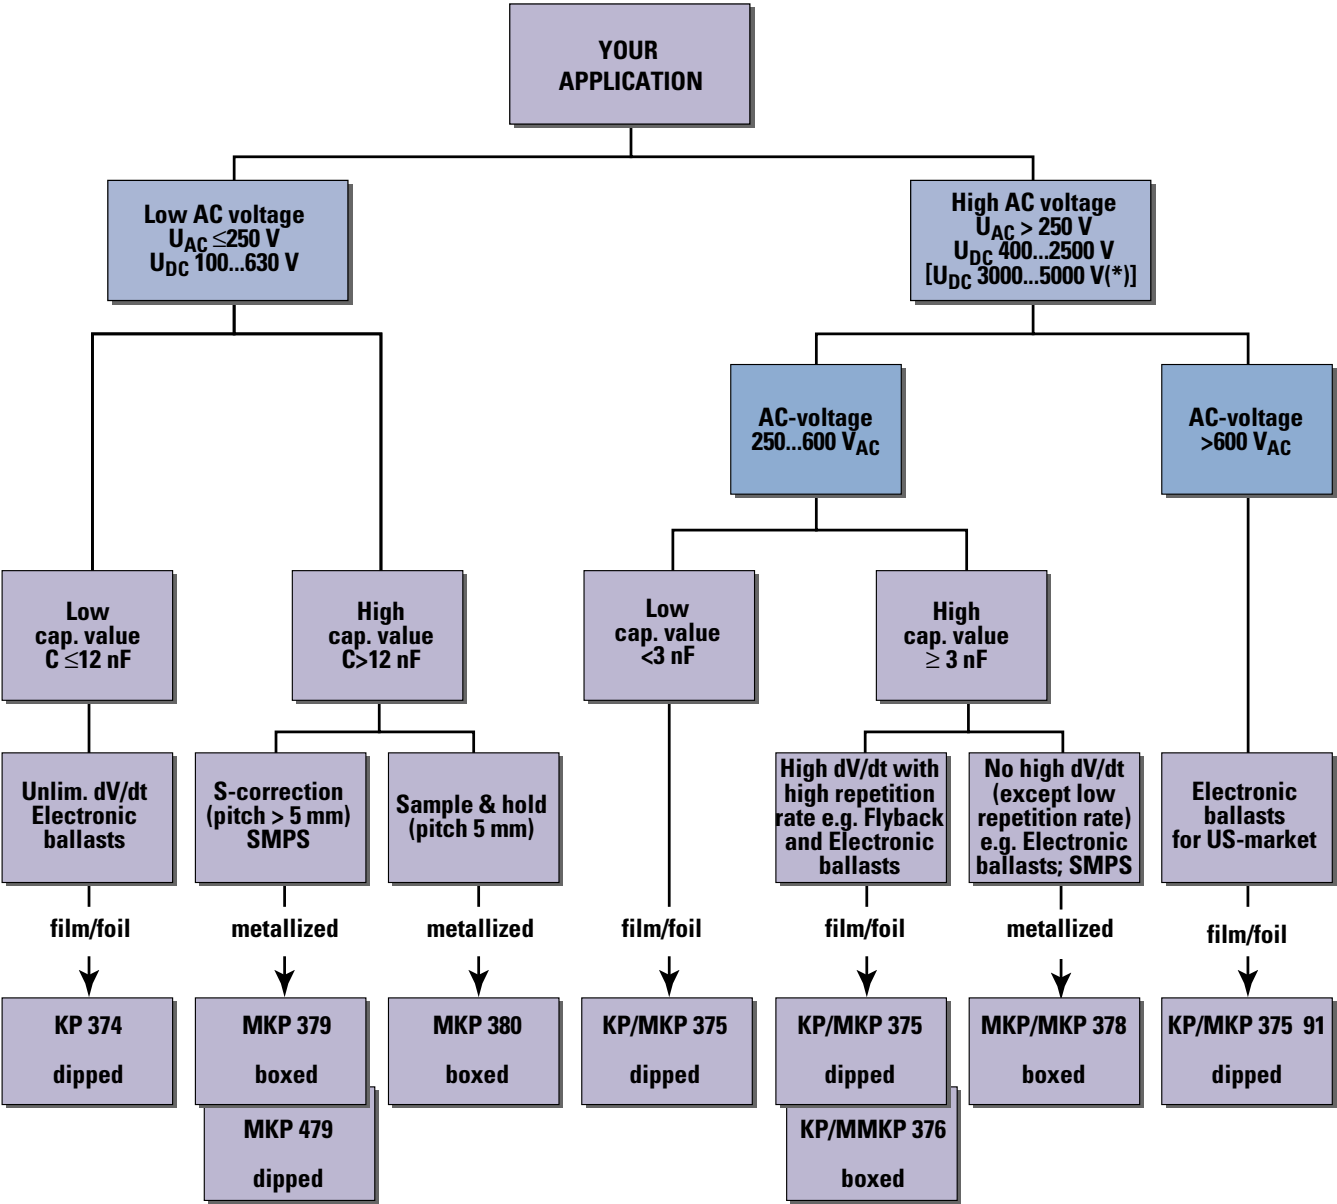 YOUR
APPLICATION
Low AC voltage
UAC ≤250 V
UDC 100...630 V
High AC voltage
UAC > 250 V
UDC 400...2500 V
[UDC 3000...5000 V(*)]
AC-voltage
250...600 VAC
AC-voltage
>600 VAC
Low
cap. value
C ≤12 nF
High
cap. value
C>12 nF
Low
cap. value
<3 nF
High
cap. value
≥ 3 nF
Unlim. dV/dt
Electronic
ballasts
S-correction
(pitch > 5 mm)
SMPS
Sample & hold
(pitch 5 mm)
High dV/dt with
high repetition
rate e.g. Flyback
and Electronic
ballasts
No high dV/dt
(except low
repetition rate)
e.g. Electronic
ballasts; SMPS
Electronic
ballasts
for US-market
film/foil
metallized
metallized
film/foil
film/foil
metallized
film/foil
KP 374
dipped
MKP 379
boxed
MKP 479
dipped
MKP 380
boxed
KP/MKP 375
dipped
KP/MKP 375
dipped
KP/MMKP 376
boxed
MKP/MKP 378
boxed
KP/MKP 375 91
dipped